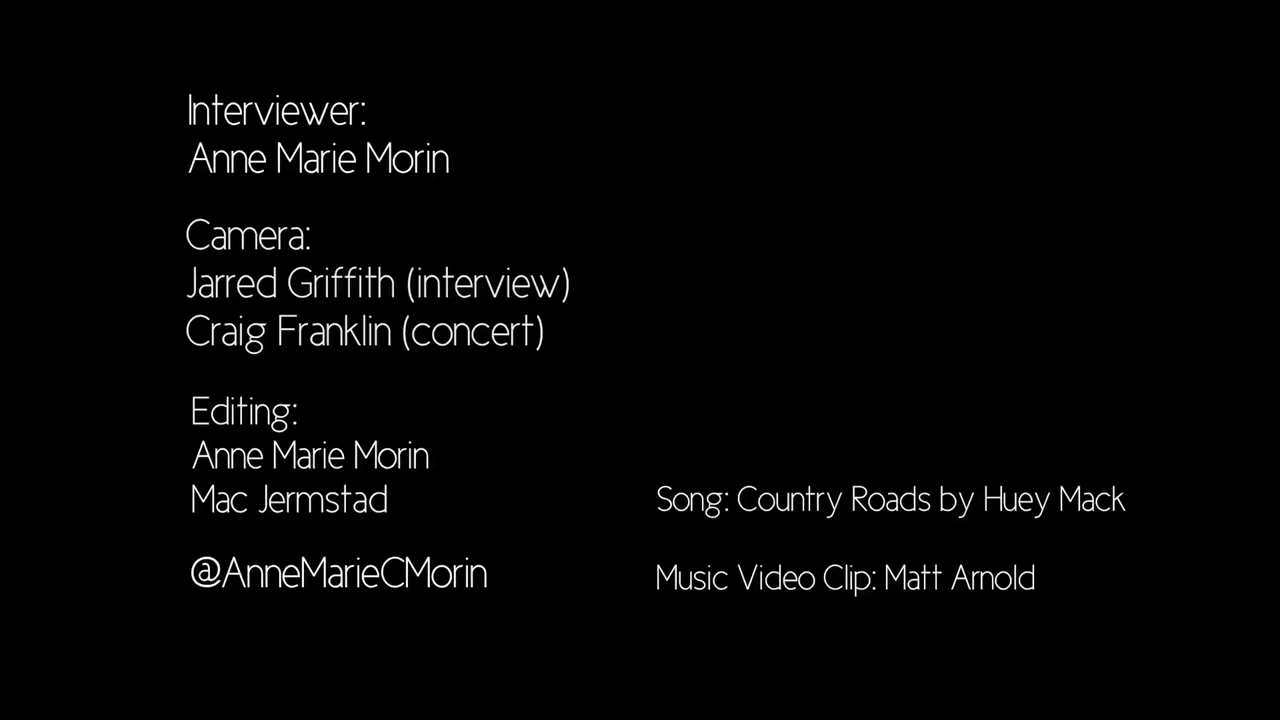 Interviewer:
Anne Marie Morin
Camera:
Jarred Griffith (interview)
Craig Franklin (concert)
Editing:
Anne Marie Morin
Mac Jermstad
@AnneMarieCMorin
Song: Country Roads by Huey Mack
Music Video Clip: Matt Arnold